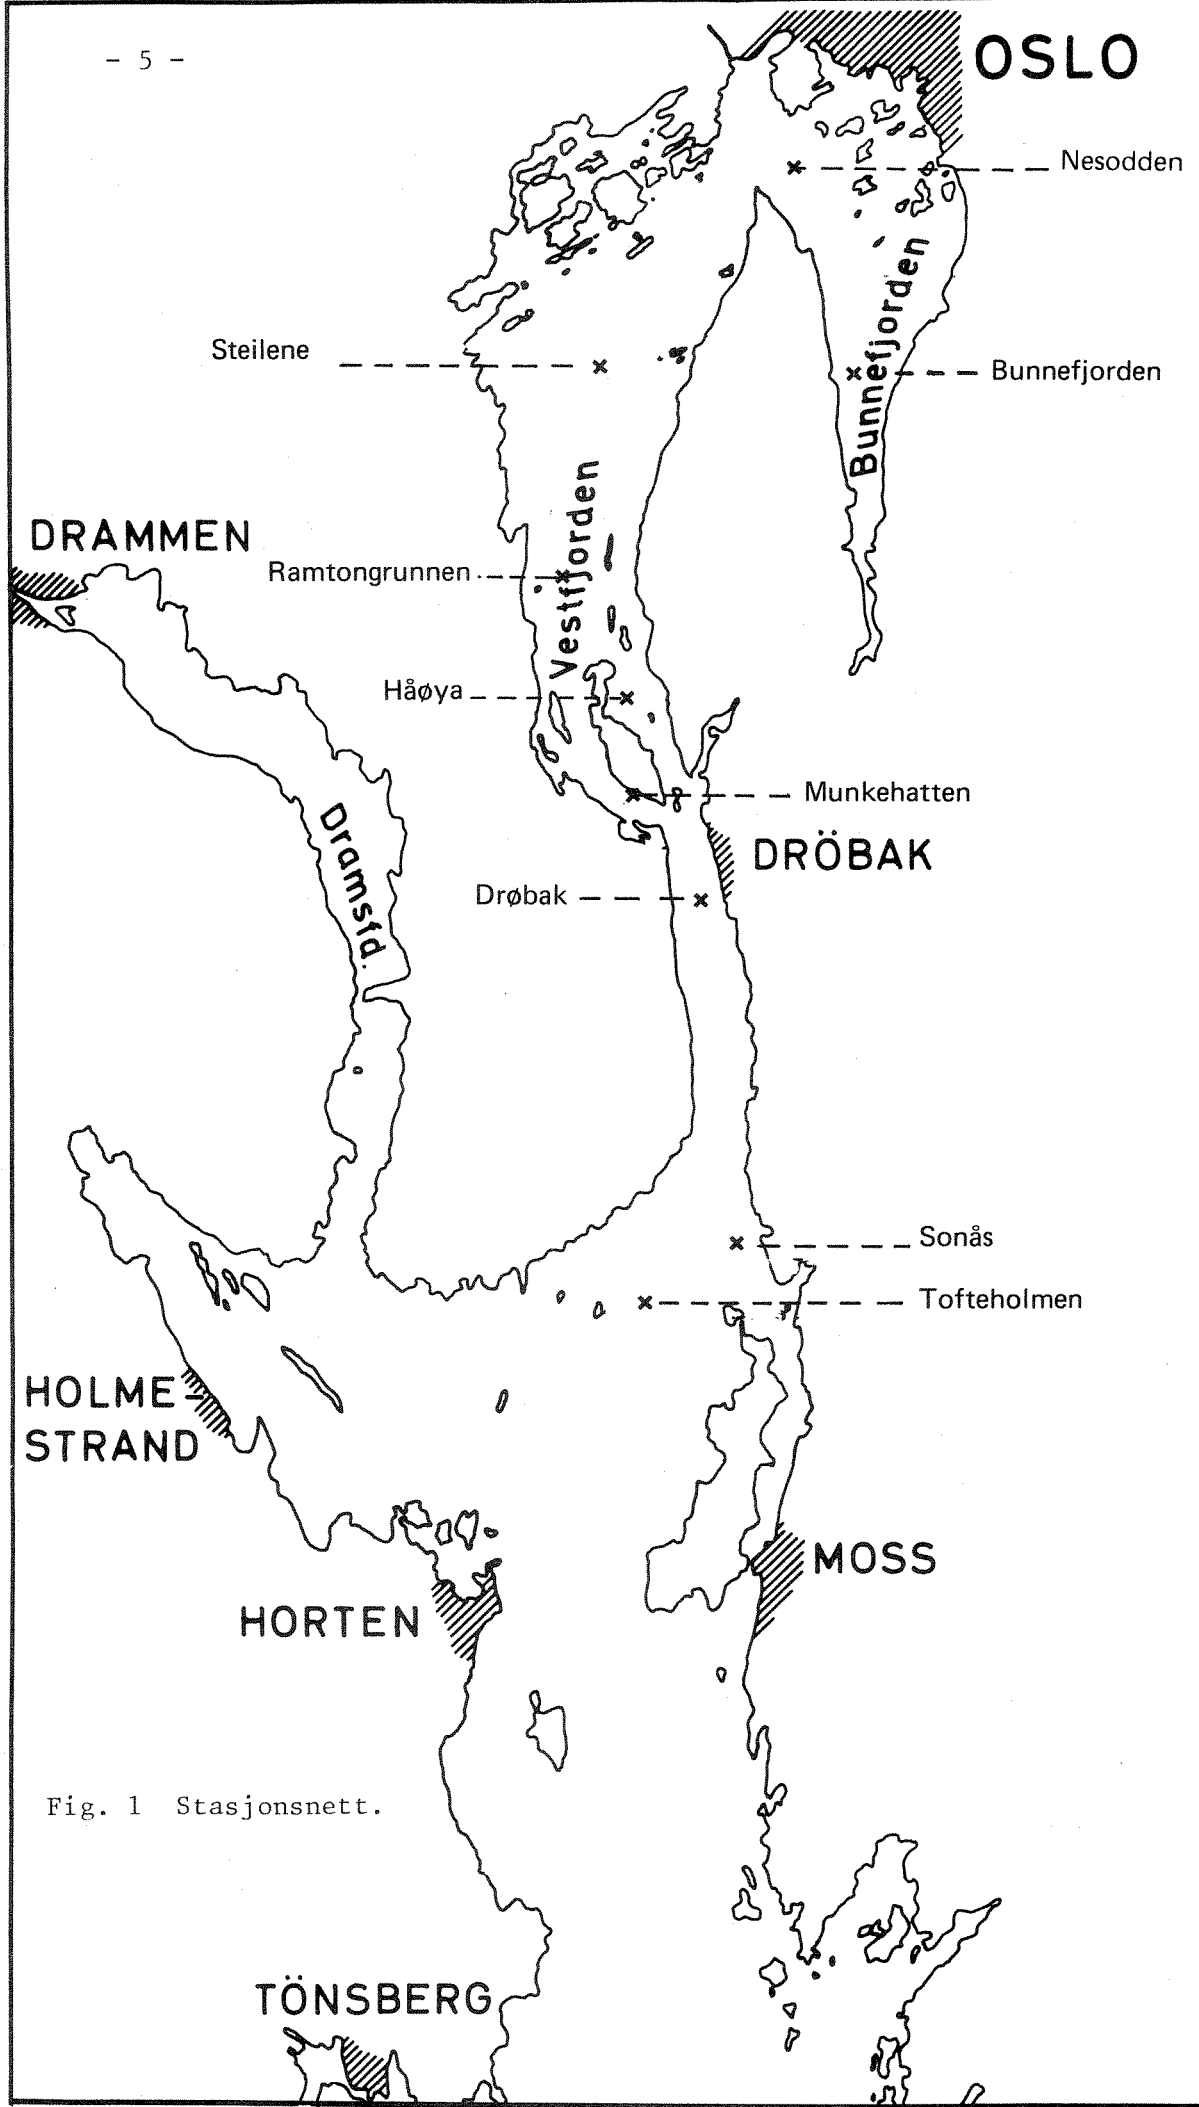 - 5 -
OSLO
Nesodden
Bunnefjorden
Steilene
Bunnefjorden
Vestfjorden
DRAMMEN
Ramtongrunnen
Håøya
Munkehatten
DRÖBAK
Dramsfd.
Drøbak
Sonås
Tofteholmen
HOLME-
STRAND
MOSS
HORTEN
Fig. 1 Stasjonsnett.
TÖNSBERG